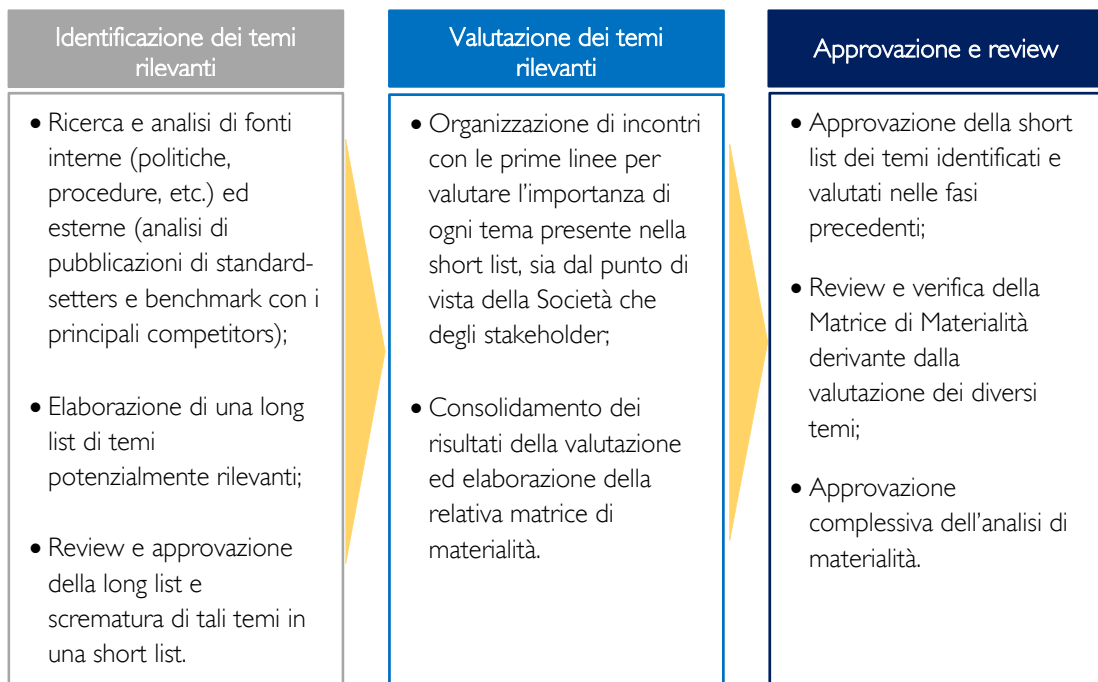 Identificazione dei temi
rilevanti
• Ricerca e analisi di fonti
interne (politiche,
procedure, etc.) ed
esterne (analisi di
pubblicazioni di standard-
setters e benchmark con i
principali competitors);
• Elaborazione di una long
list di temi
potenzialmente rilevanti;
• Review e approvazione
della long list e
scrematura di tali temi in
una short list.
Valutazione dei temi
rilevanti
• Organizzazione di incontri
con le prime linee per
valutare l’importanza di
ogni tema presente nella
short list, sia dal punto di
vista della Società che
degli stakeholder;
• Consolidamento dei
risultati della valutazione
ed elaborazione della
relativa matrice di
materialità.
Approvazione e review
• Approvazione della short
list dei temi identificati e
valutati nelle fasi
precedenti;
• Review e verifica della
Matrice di Materialità
derivante dalla
valutazione dei diversi
temi;
• Approvazione
complessiva dell’analisi di
materialità.